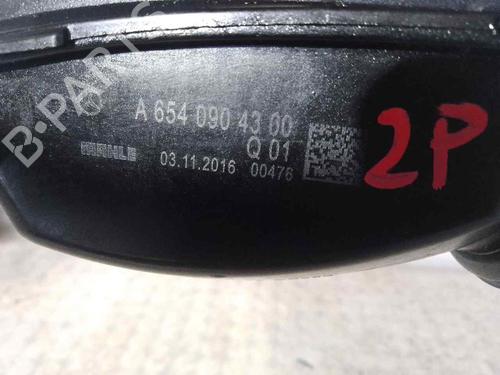 A 654 090 43 00
Q 01
MAHLE 03.11.2016 00476
2P
B-PARTS